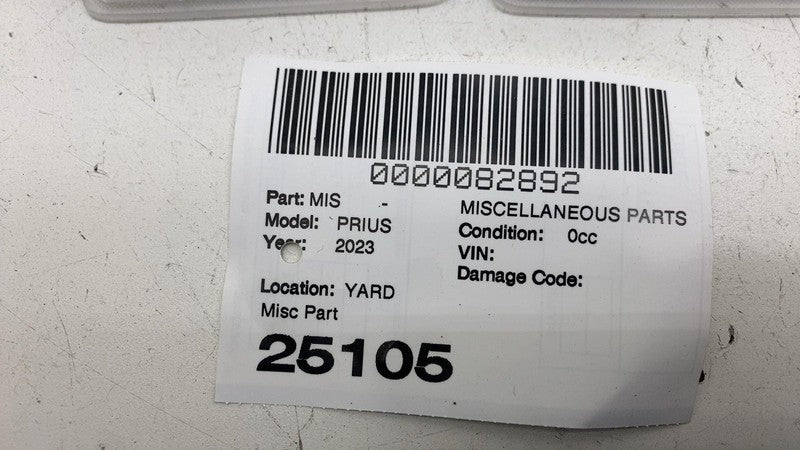 0000082892
Part: MIS -
MISCELLANEOUS PARTS
Model: PRIUS
Condition: 0cc
Year: 2023
VIN:
Damage Code:
Location: YARD
Misc Part
25105